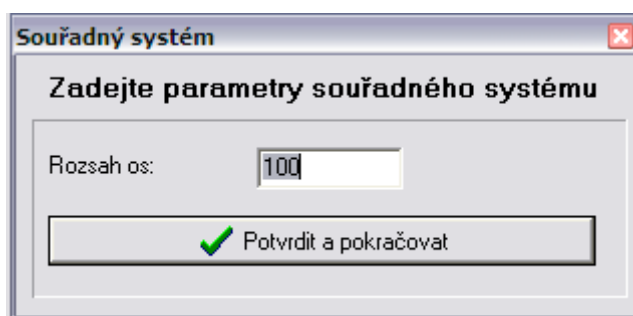 Souřadný systém
Zadejte parametry souřadného systému
Rozsah os: 100
Potvrdit a pokračovat